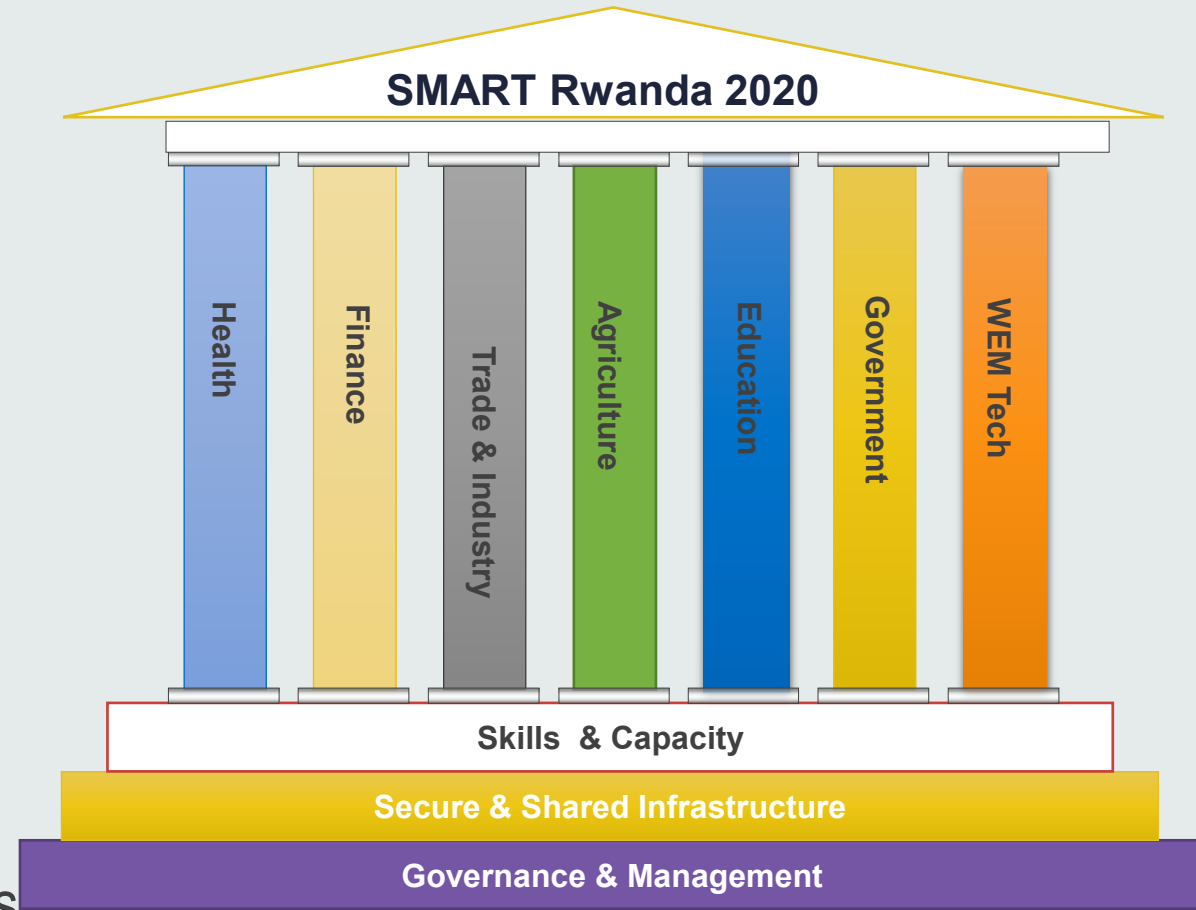 SMART Rwanda 2020
Health
Finance
Trade & Industry
Agriculture
Education
Government
WEM Tech
Skills & Capacity
Secure & Shared Infrastructure
Governance & Management
s